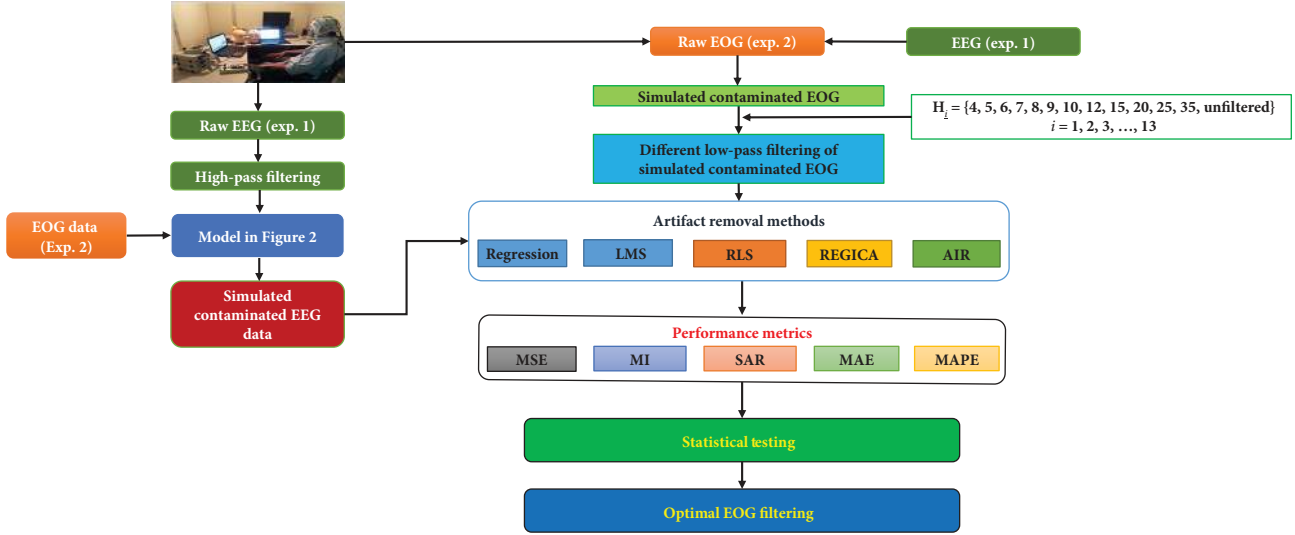 Raw EOG (exp. 2)
EEG (exp. 1)
Simulated contaminated EOG
H_i = {4, 5, 6, 7, 8, 9, 10, 12, 15, 20, 25, 35, unfiltered}
i = 1, 2, 3, …, 13
Raw EEG (exp. 1)
Different low-pass filtering of
simulated contaminated EOG
High-pass filtering
EOG data
(Exp. 2)
Model in Figure 2
Artifact removal methods
Regression
LMS
RLS
REGICA
AIR
Simulated
contaminated EEG
data
Performance metrics
MSE
MI
SAR
MAE
MAPE
Statistical testing
Optimal EOG filtering